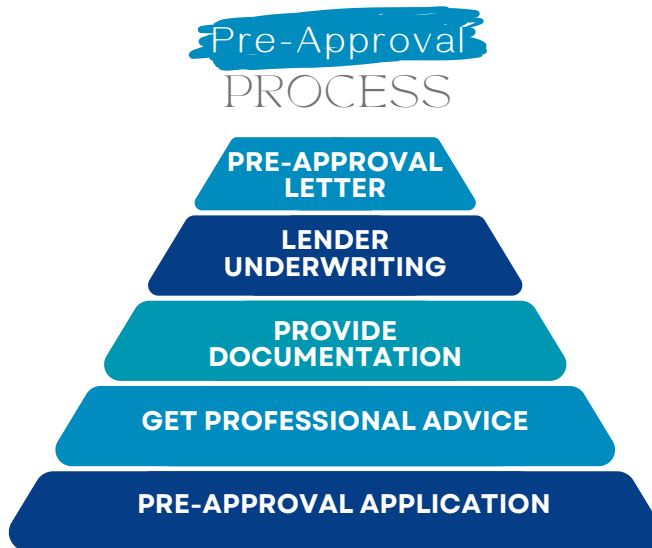 Pre-Approval
PROCESS
PRE-APPROVAL
LETTER
LENDER
UNDERWRITING
PROVIDE
DOCUMENTATION
GET PROFESSIONAL ADVICE
PRE-APPROVAL APPLICATION